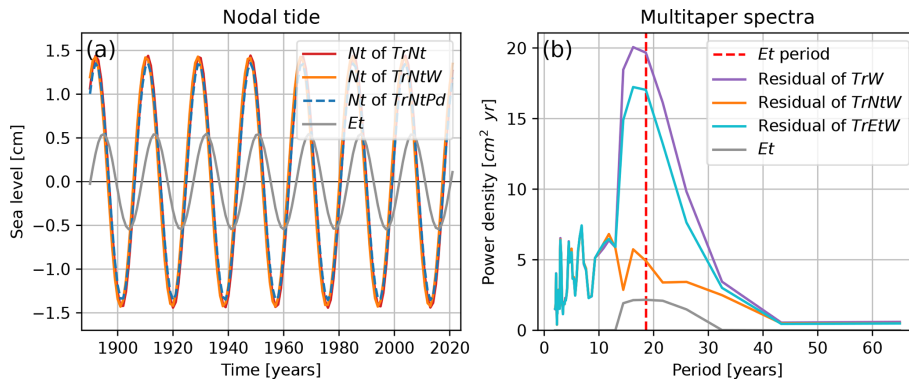 Nodal tide
(a)
Nt of TrNt
Nt of TrNtW
Nt of TrNtPd
Et
Sea level [cm]
1.5
1.0
0.5
0.0
−0.5
−1.0
−1.5
1900 1920 1940 1960 1980 2000 2020
Time [years]
Multitaper spectra
(b)
Et period
Residual of TrW
Residual of TrNtW
Residual of TrEtW
Et
Power density [cm² yr]
20
15
10
5
0
0 10 20 30 40 50 60
Period [years]